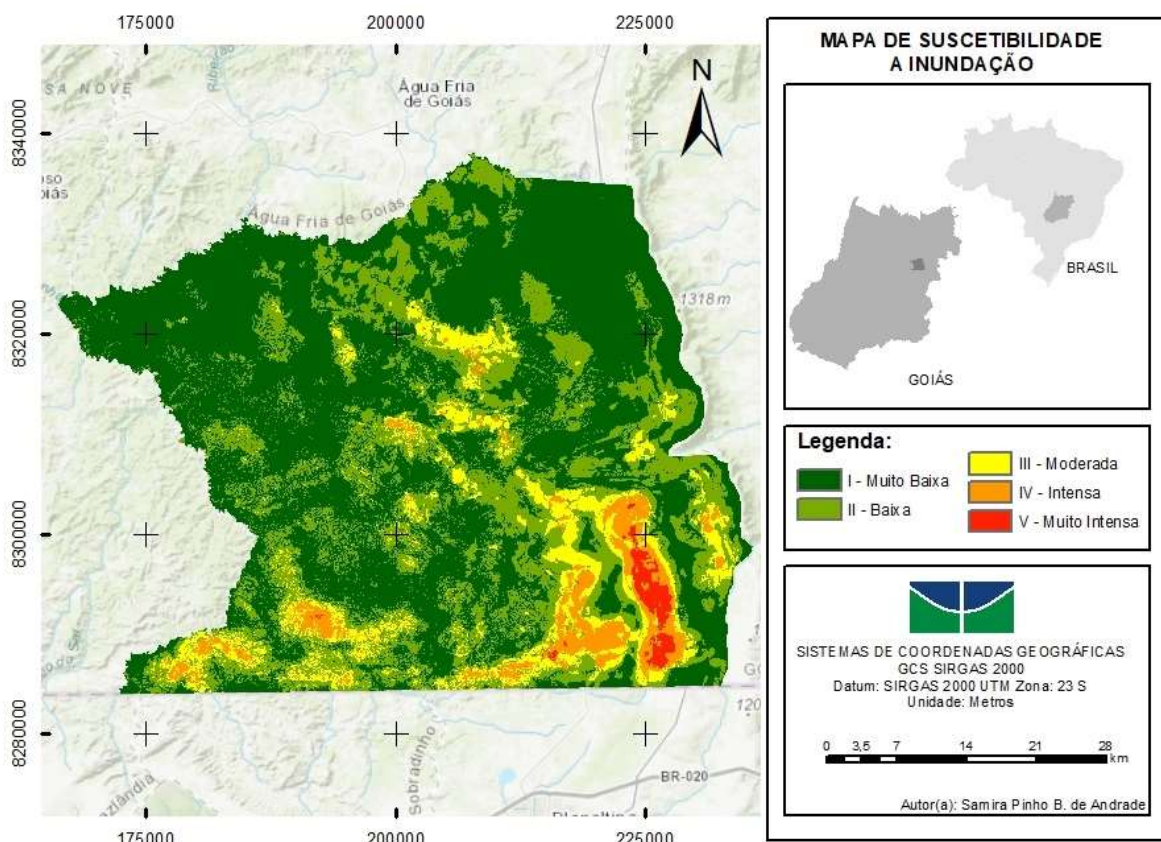 175000 200000 225000
8340000
8320000
8300000
8280000
SA NOVE
Água Fria
de Goiás
N
Água Fria de Goiás
1318 m
Sobradinho
BR-020
175000 200000 225000
MAPA DE SUSCETIBILIDADE
A INUNDAÇÃO
BRASIL
GOIÁS
Legenda:
I - Muito Baixa
II - Baixa
III - Moderada
IV - Intensa
V - Muito Intensa
SISTEMAS DE COORDENADAS GEOGRÁFICAS
GCS SIRGAS 2000
Datum: SIRGAS 2000 UTM Zona: 23 S
Unidade: Metros
0 3,5 7 14 21 28
km
Autor(a): Samira Pinho B. de Andrade